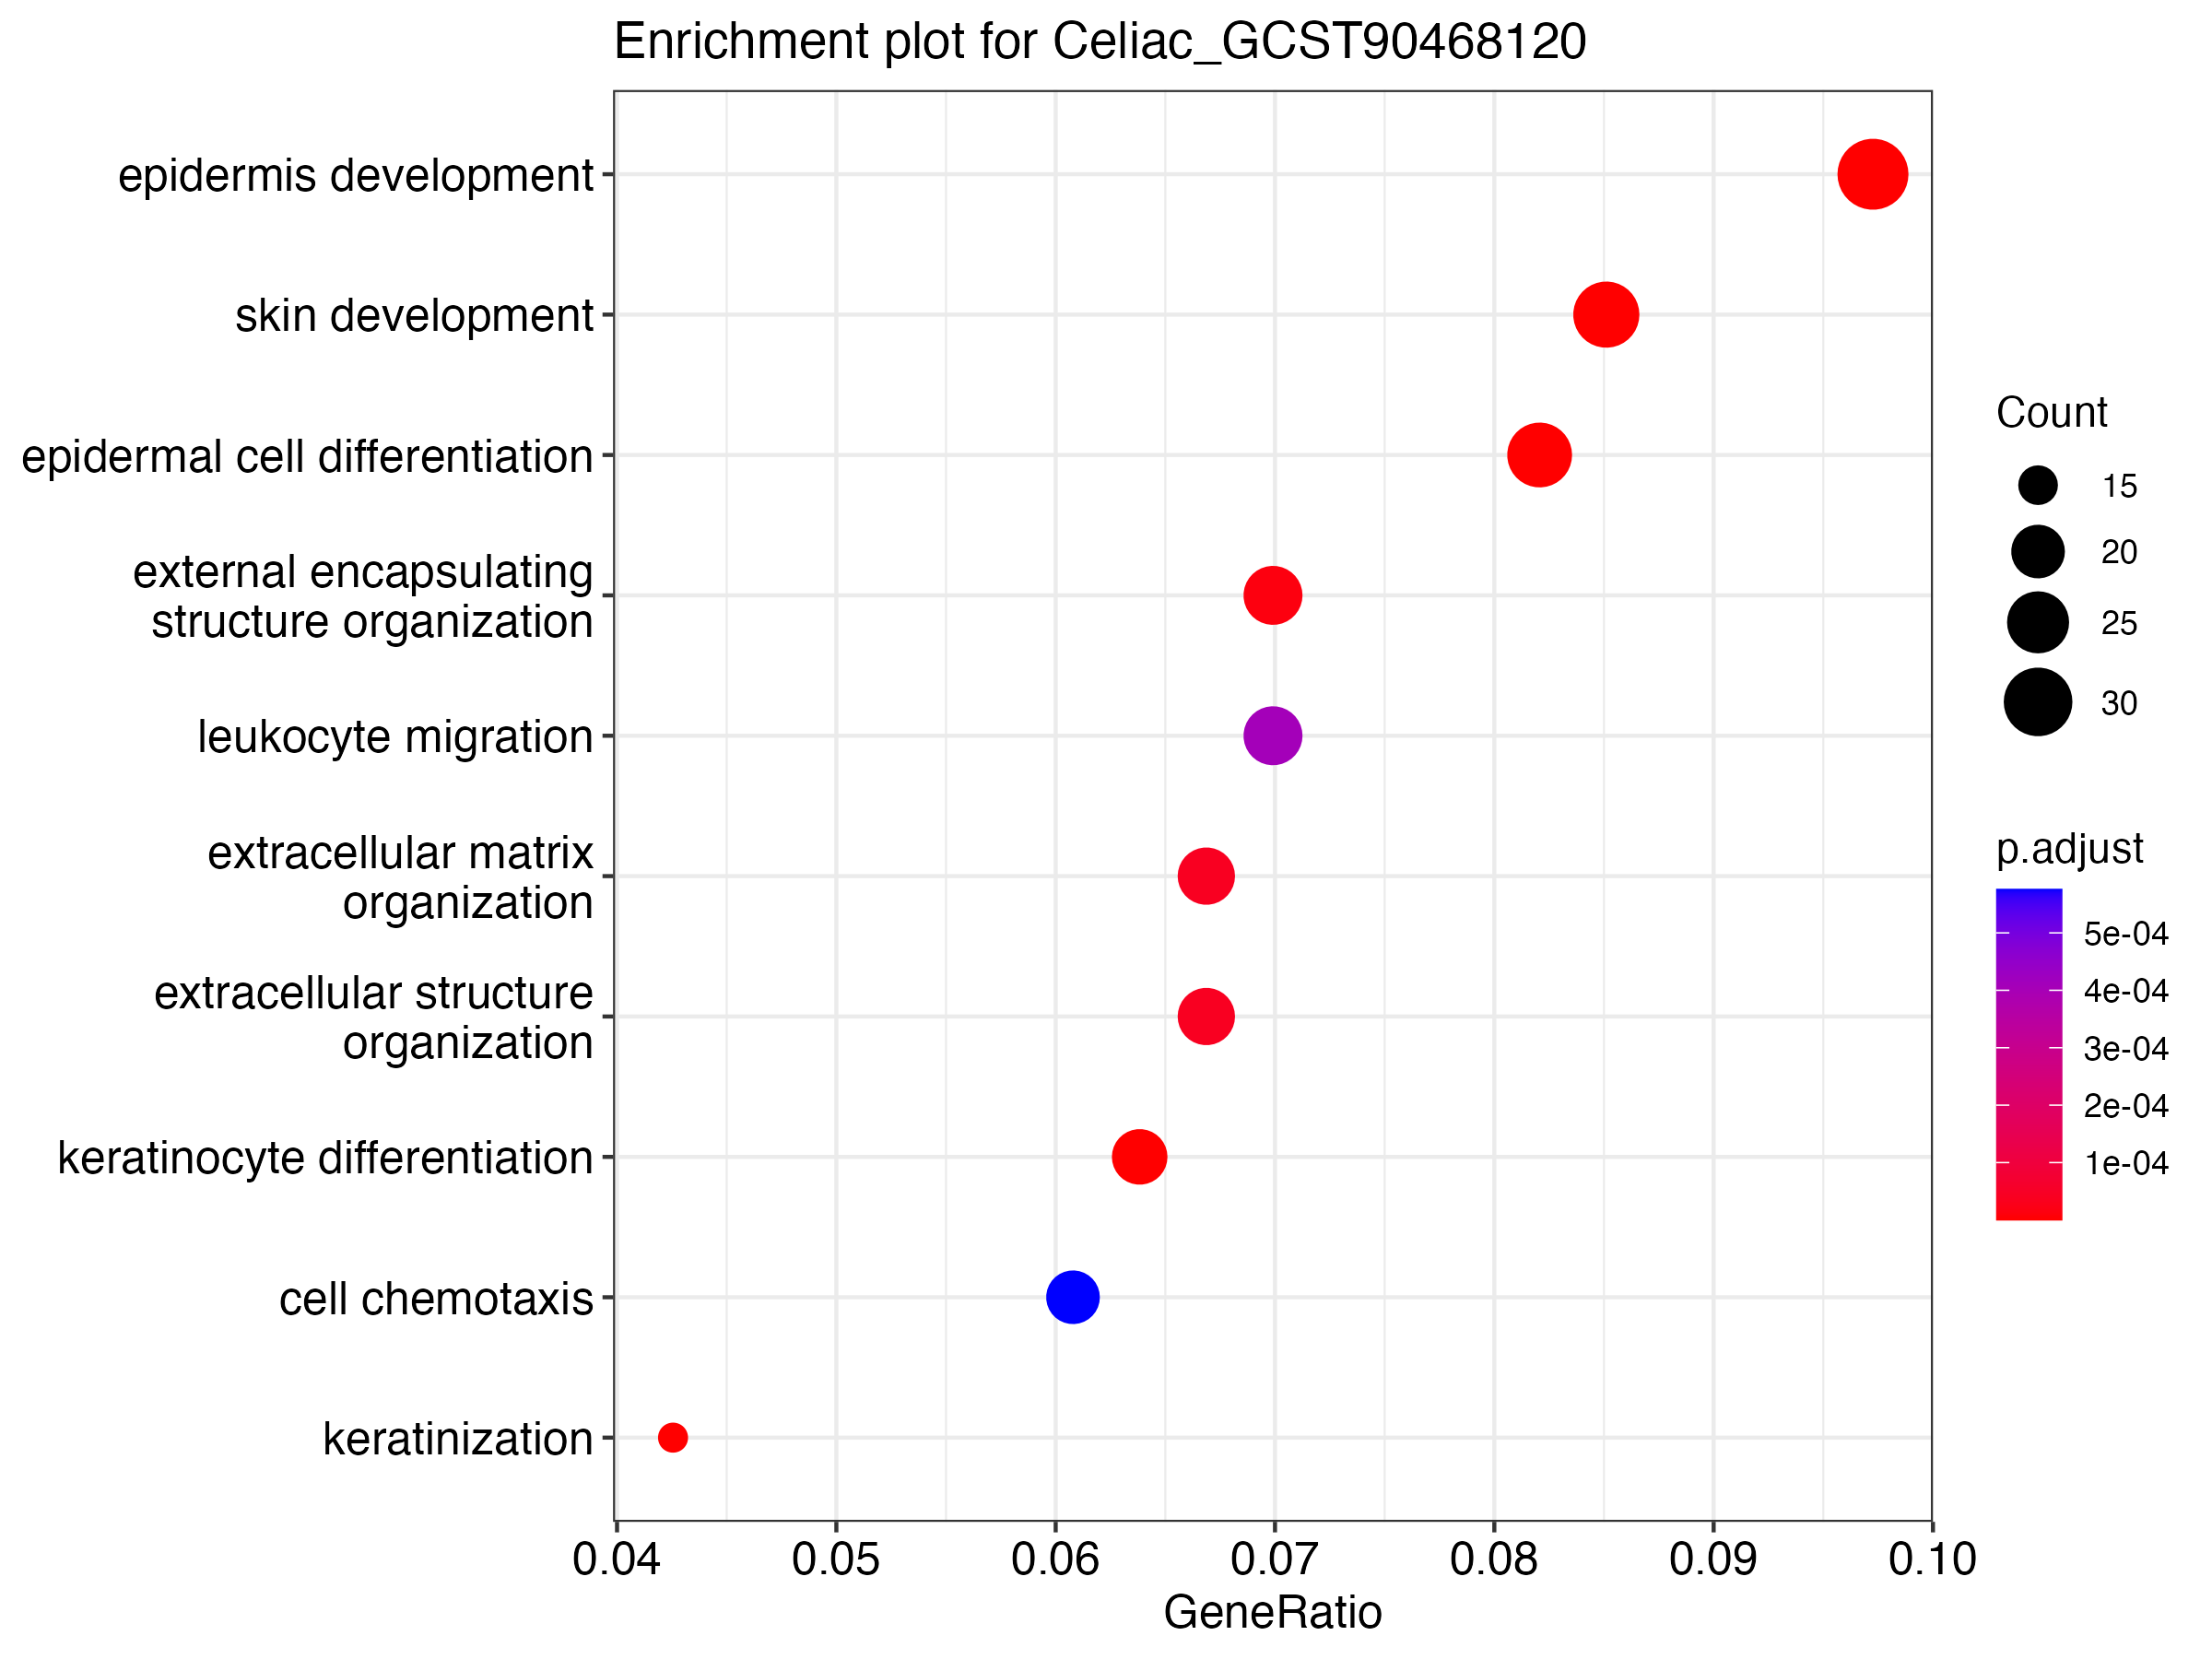 Enrichment plot for Celiac_GCST90468120
epidermis development
skin development
epidermal cell differentiation
external encapsulating
structure organization
leukocyte migration
extracellular matrix
organization
extracellular structure
organization
keratinocyte differentiation
cell chemotaxis
keratinization
0.04 0.05 0.06 0.07 0.08 0.09 0.10
GeneRatio
Count
15
20
25
30
p.adjust
5e-04
4e-04
3e-04
2e-04
1e-04